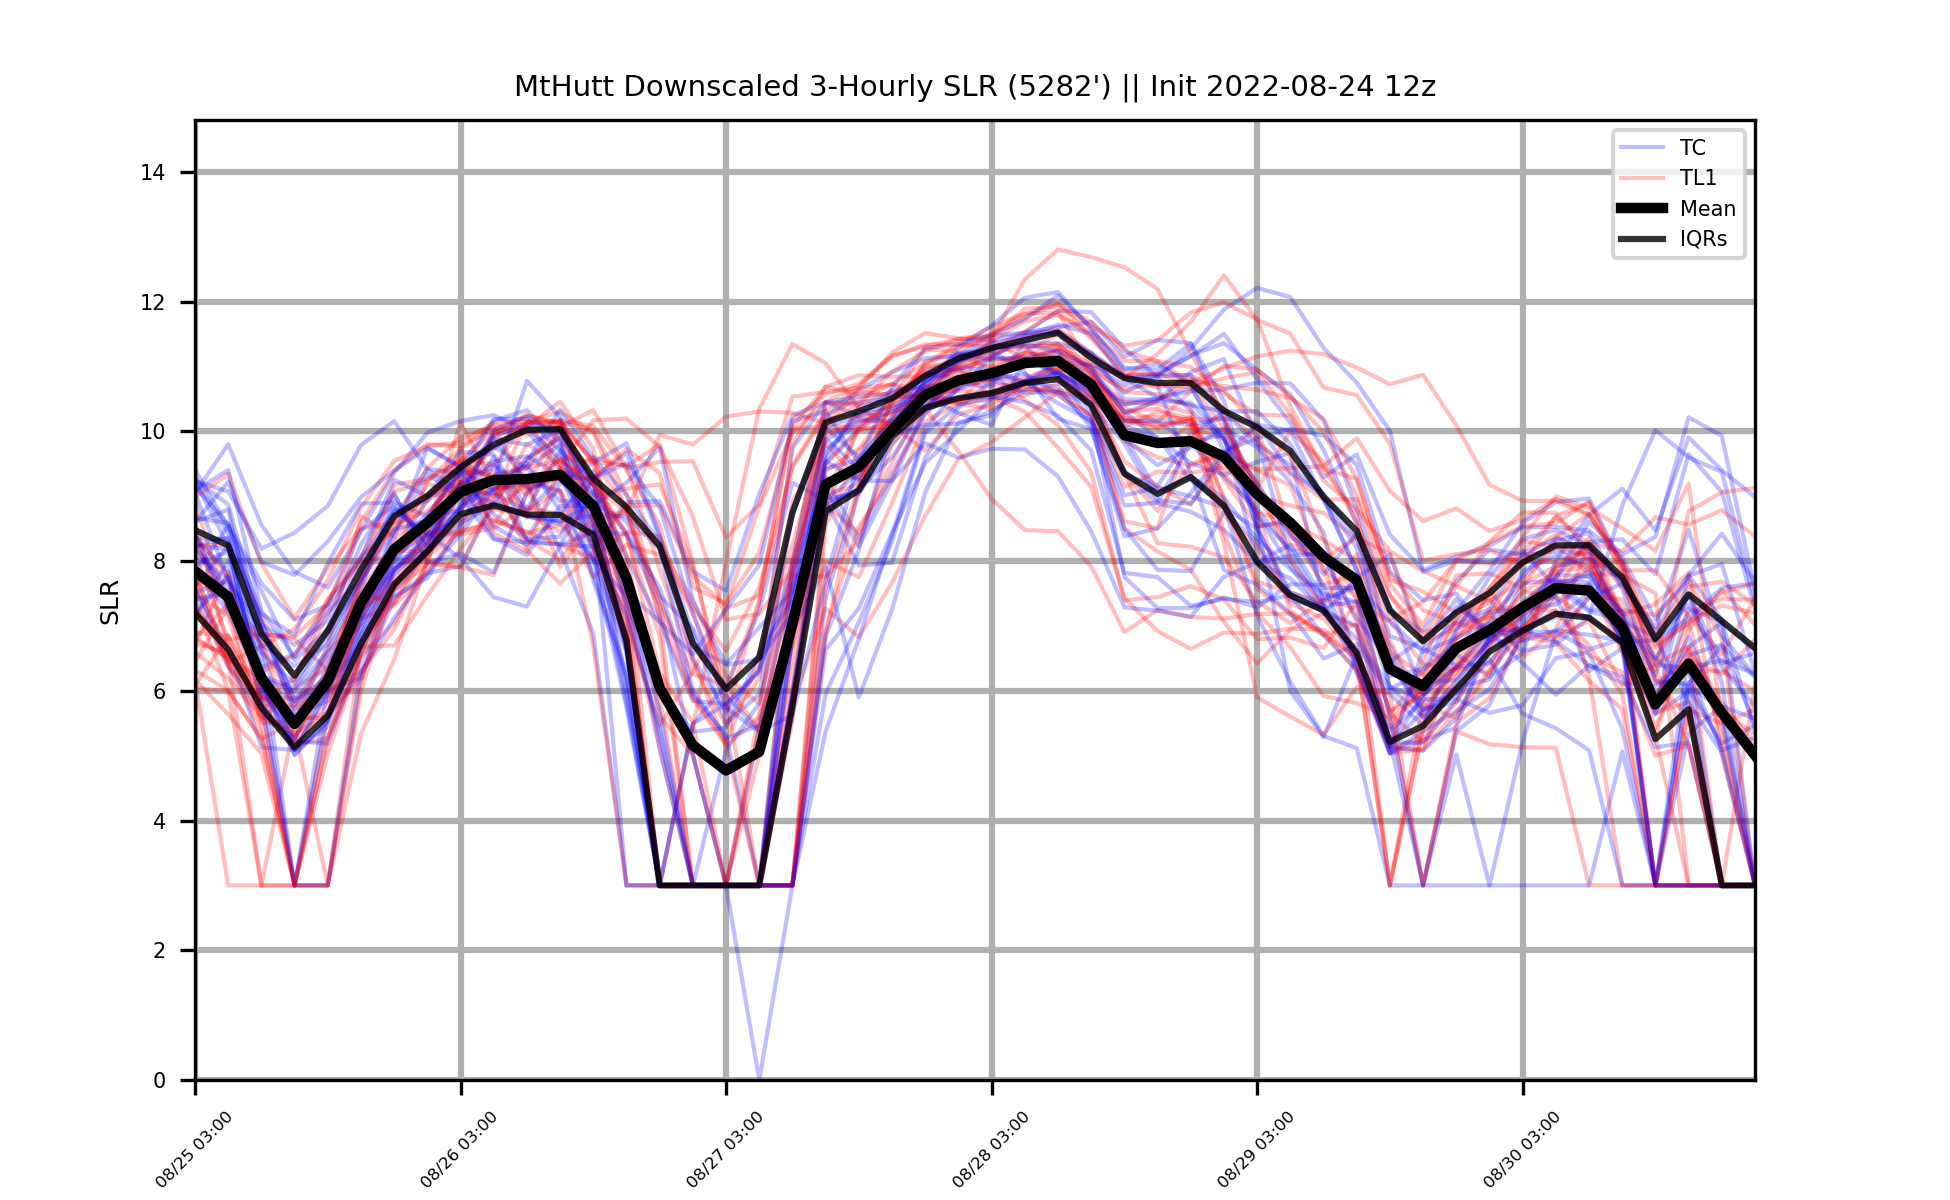 MtHutt Downscaled 3-Hourly SLR (5282') || Init 2022-08-24 12z
TC
TL1
Mean
IQRs
SLR
14
12
10
8
6
4
2
0
08/25 03:00
08/26 03:00
08/27 03:00
08/28 03:00
08/29 03:00
08/30 03:00